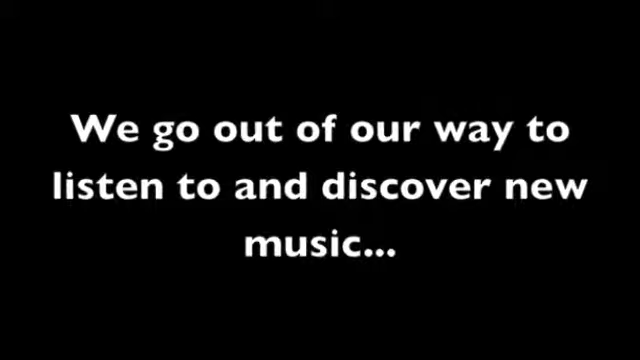 We go out of our way to
listen to and discover new
music...